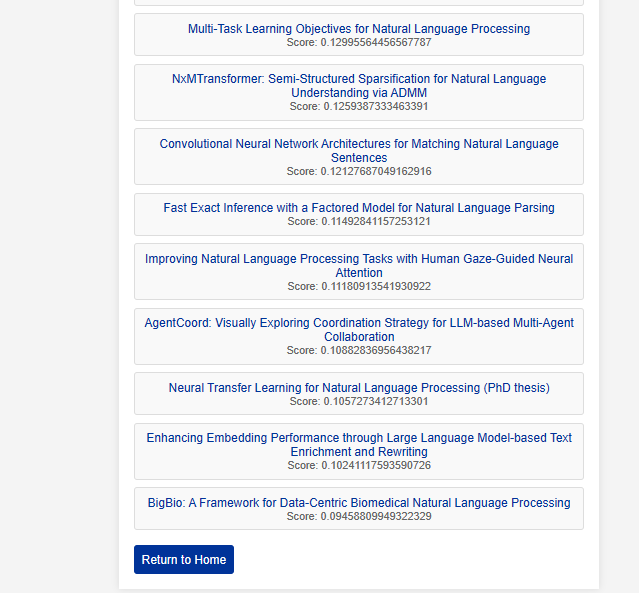 Multi-Task Learning Objectives for Natural Language Processing
Score: 0.12995564456567787
NxMTransformer: Semi-Structured Sparsification for Natural Language
Understanding via ADMM
Score: 0.1259387333463391
Convolutional Neural Network Architectures for Matching Natural Language
Sentences
Score: 0.12127687049162916
Fast Exact Inference with a Factored Model for Natural Language Parsing
Score: 0.11492841157253121
Improving Natural Language Processing Tasks with Human Gaze-Guided Neural
Attention
Score: 0.11180913541930922
AgentCoord: Visually Exploring Coordination Strategy for LLM-based Multi-Agent
Collaboration
Score: 0.10882836956438217
Neural Transfer Learning for Natural Language Processing (PhD thesis)
Score: 0.1057273412713301
Enhancing Embedding Performance through Large Language Model-based Text
Enrichment and Rewriting
Score: 0.10241117593590726
BigBio: A Framework for Data-Centric Biomedical Natural Language Processing
Score: 0.09458809949322329
Return to Home